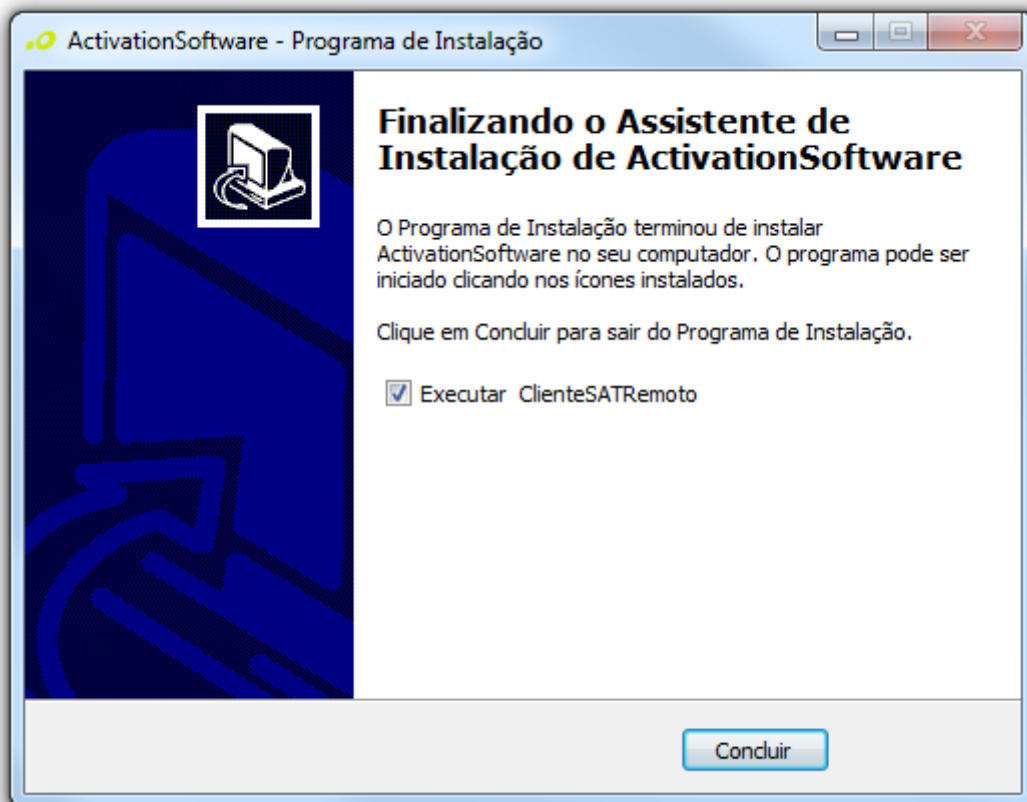 ActivationSoftware - Programa de Instalação
Finalizando o Assistente de
Instalação de ActivationSoftware
O Programa de Instalação terminou de instalar
ActivationSoftware no seu computador. O programa pode ser
iniciado clicando nos ícones instalados.
Clique em Concluir para sair do Programa de Instalação.
Executar ClienteSATRemoto
Concluir